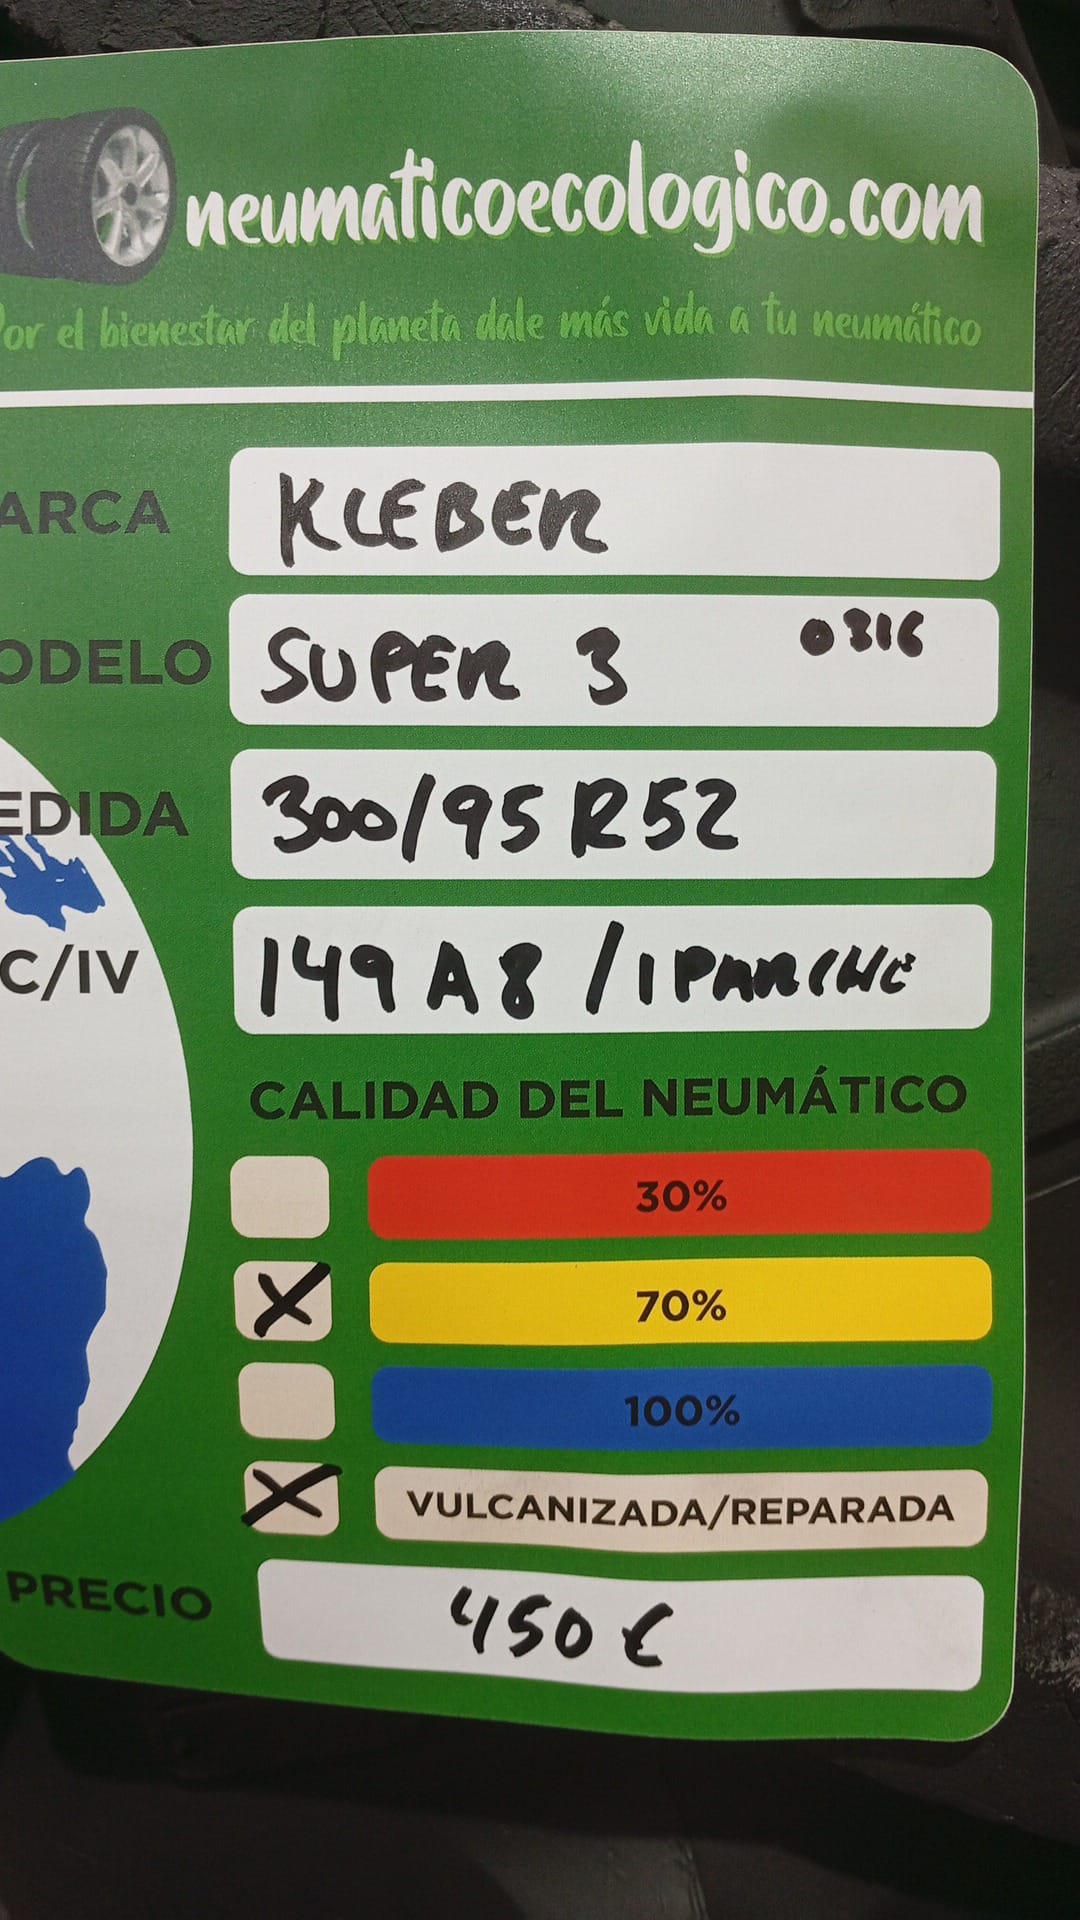 neumaticoecologico.com
or el bienestar del planeta dale más vida a tu neumático
ARCA KLEBER
ODELO SUPER 3 0316
EDIDA 300/95 R52
C/IV 149 A8 / 1 PARCHE
CALIDAD DEL NEUMÁTICO
30%
X 70%
100%
X VULCANIZADA/REPARADA
PRECIO 450 €